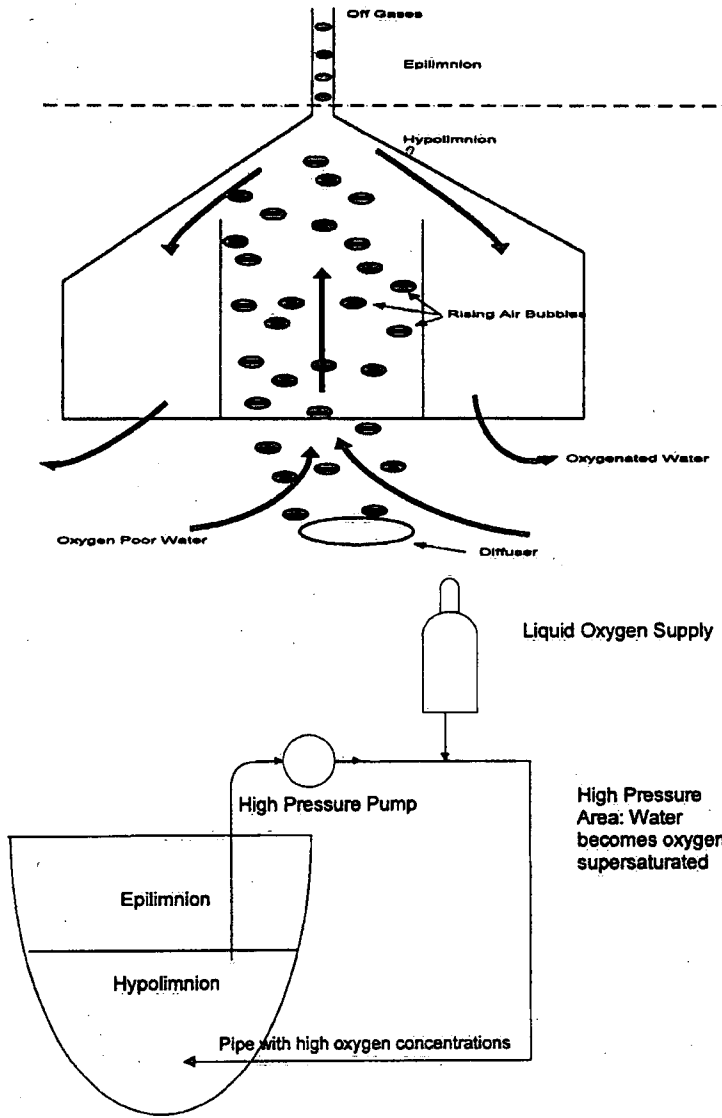 Off Gases
Epilimnion
Hypolimnion
Rising Air Bubbles
Oxygenated Water
Oxygen Poor Water
Diffuser
Liquid Oxygen Supply
High Pressure Pump
High Pressure
Area: Water
becomes oxygen
supersaturated
Epilimnion
Hypolimnion
Pipe with high oxygen concentrations